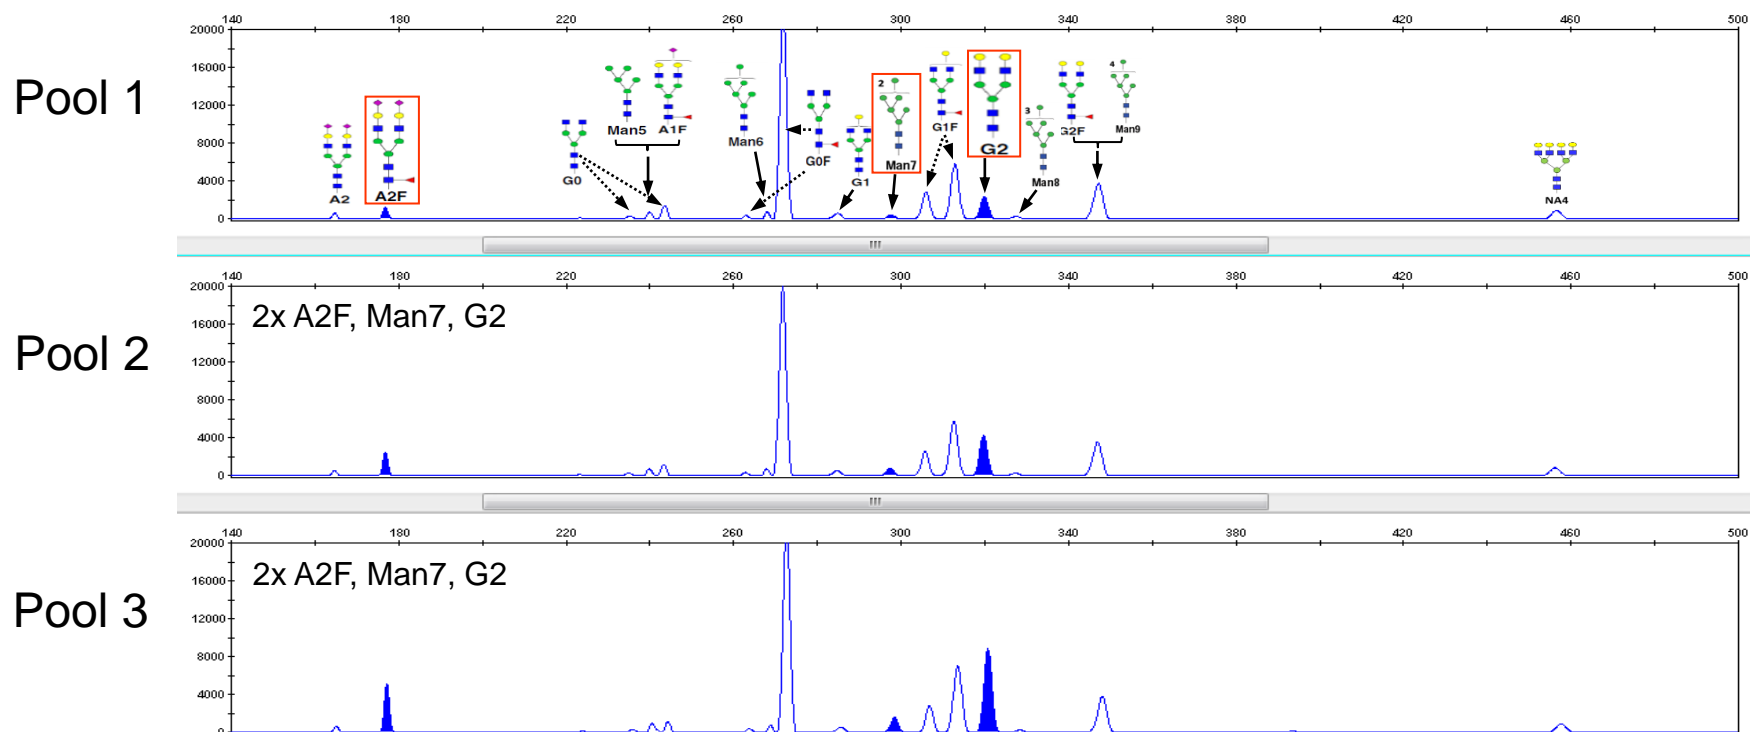 140 180 220 260 300 340 380 420 460 500
Pool 1
20000
16000
12000
8000
4000
0
A2
A2F
G0
Man5
A1F
Man6
G0F
G1
2
Man7
G1F
G2
3
Man8
G2F
4
Man9
NA4
140 180 220 260 300 340 380 420 460 500
Pool 2
2x A2F, Man7, G2
20000
16000
12000
8000
4000
0
140 180 220 260 300 340 380 420 460 500
Pool 3
2x A2F, Man7, G2
20000
16000
12000
8000
4000
0